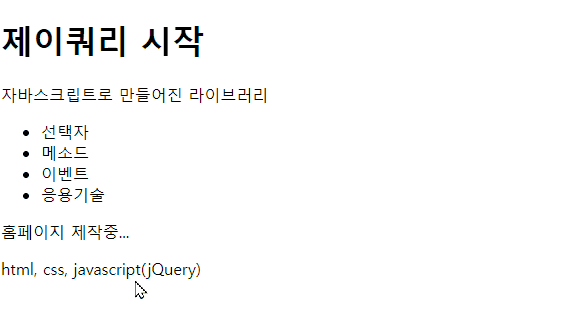 제이쿼리 시작
자바스크립트로 만들어진 라이브러리
선택자
메소드
이벤트
응용기술
홈페이지 제작중...
html, css, javascript(jQuery)